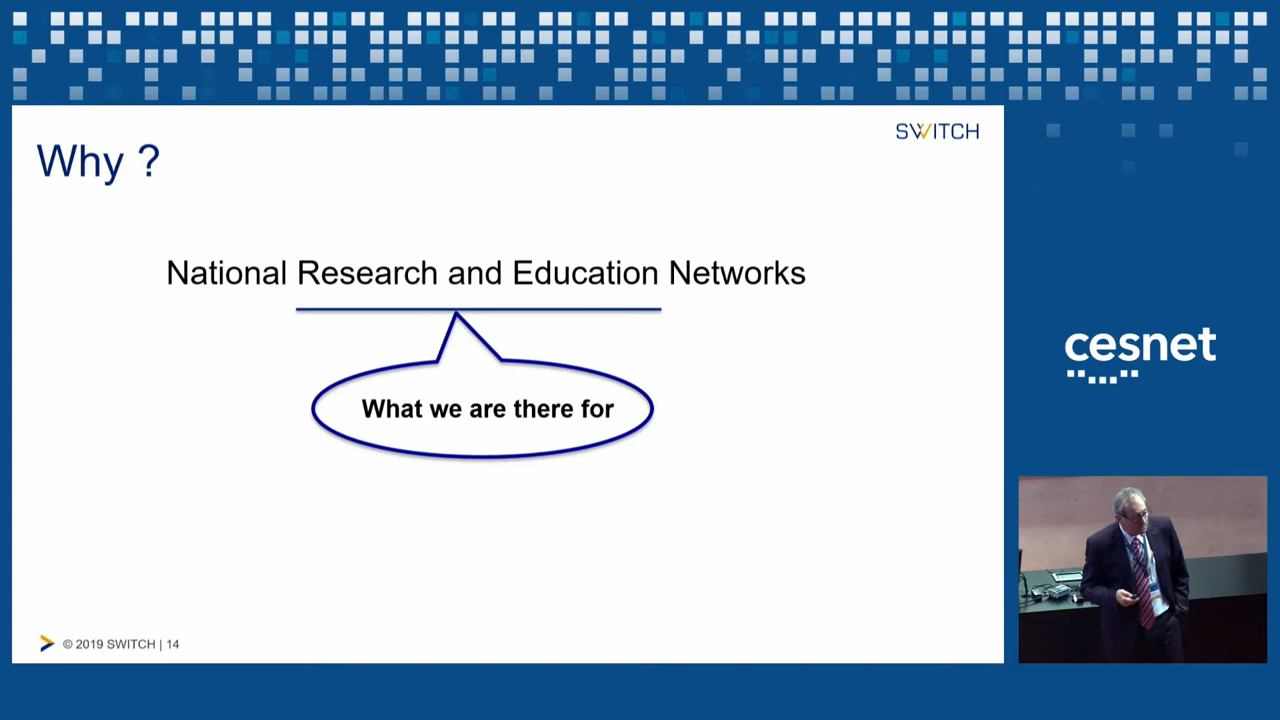 SWITCH
Why ?
National Research and Education Networks
What we are there for
cesnet
© 2019 SWITCH | 14